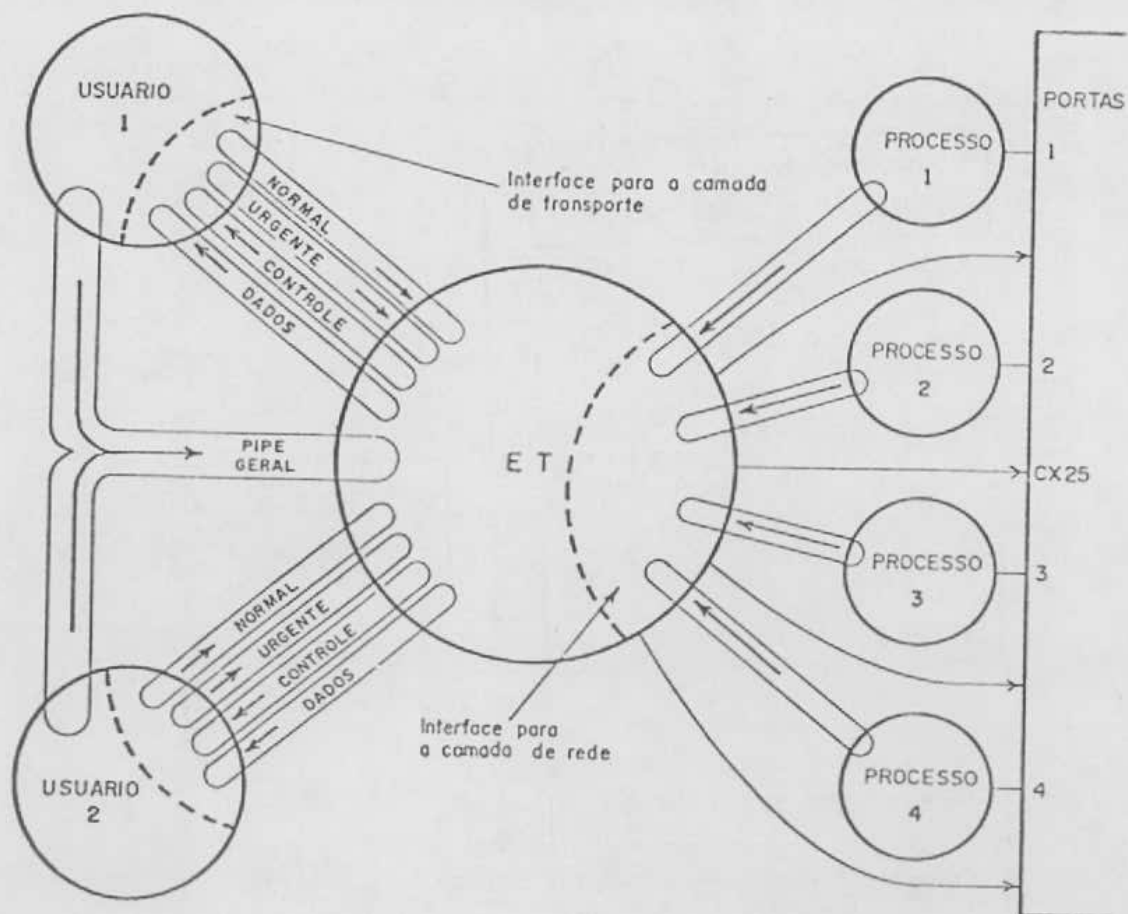 USUARIO
1
NORMAL
URGENTE
CONTROLE
DADOS
Interface para a camada
de transporte
PIPE
GERAL
E T
NORMAL
URGENTE
CONTROLE
DADOS
USUARIO
2
Interface para
a camada de rede
PROCESSO
1
PROCESSO
2
PROCESSO
3
PROCESSO
4
PORTAS
1
2
CX25
3
4